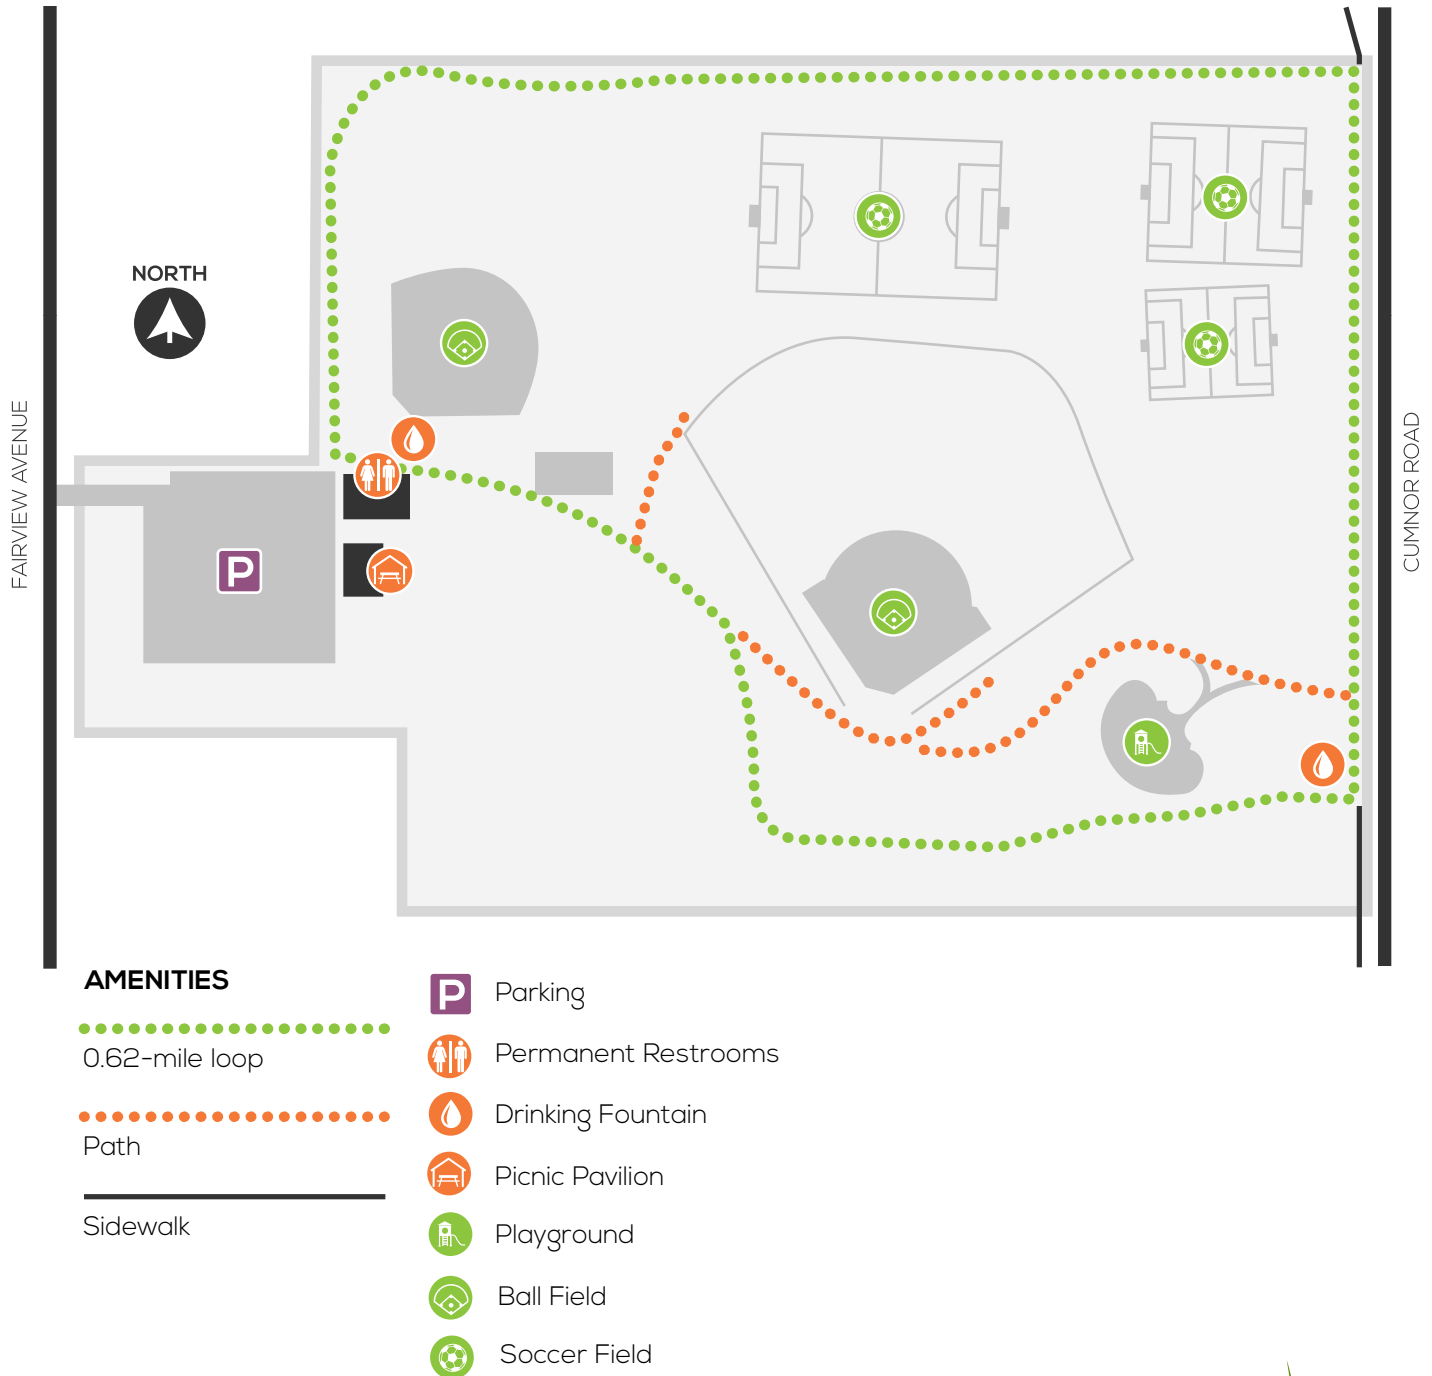 NORTH
FAIRVIEW AVENUE
CUMNOR ROAD
P
AMENITIES
0.62-mile loop
Path
Sidewalk
P Parking
Permanent Restrooms
Drinking Fountain
Picnic Pavilion
Playground
Ball Field
Soccer Field